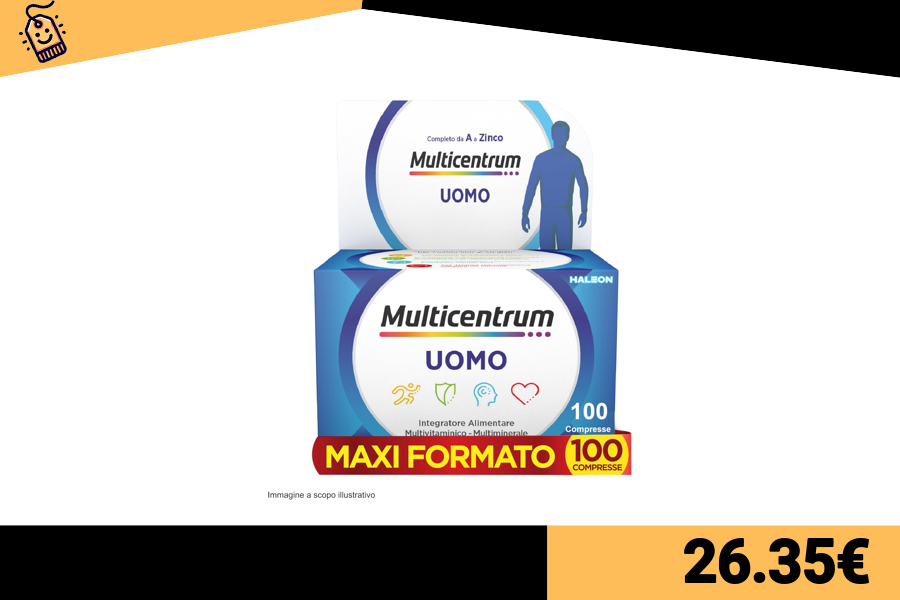 Completo da A a Zinco
Multicentrum
UOMO
HALEON
Multicentrum
UOMO
Integratore Alimentare
Multivitaminico - Multiminerale
100
Compresse
MAXI FORMATO
100
COMPRESSE
Immagine a scopo illustrativo
26.35€